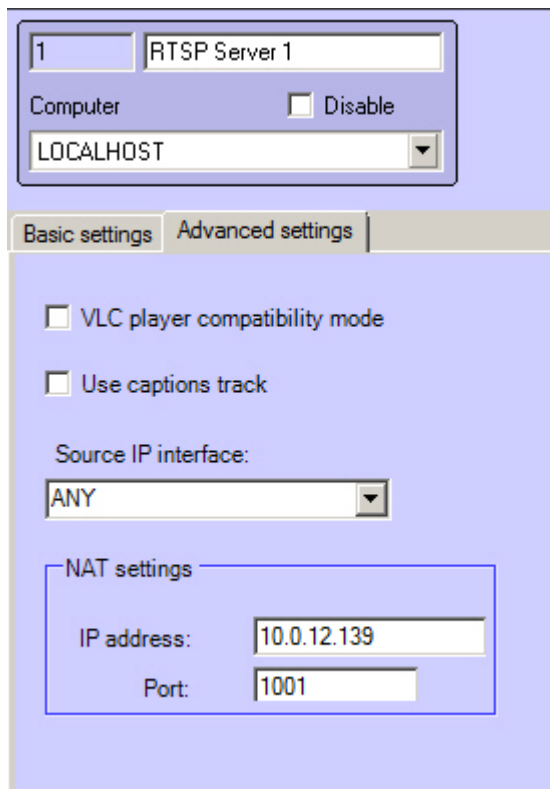 1 RTSP Server 1
Computer Disable
LOCALHOST
Basic settings Advanced settings
VLC player compatibility mode
Use captions track
Source IP interface:
ANY
NAT settings
IP address: 10.0.12.139
Port: 1001